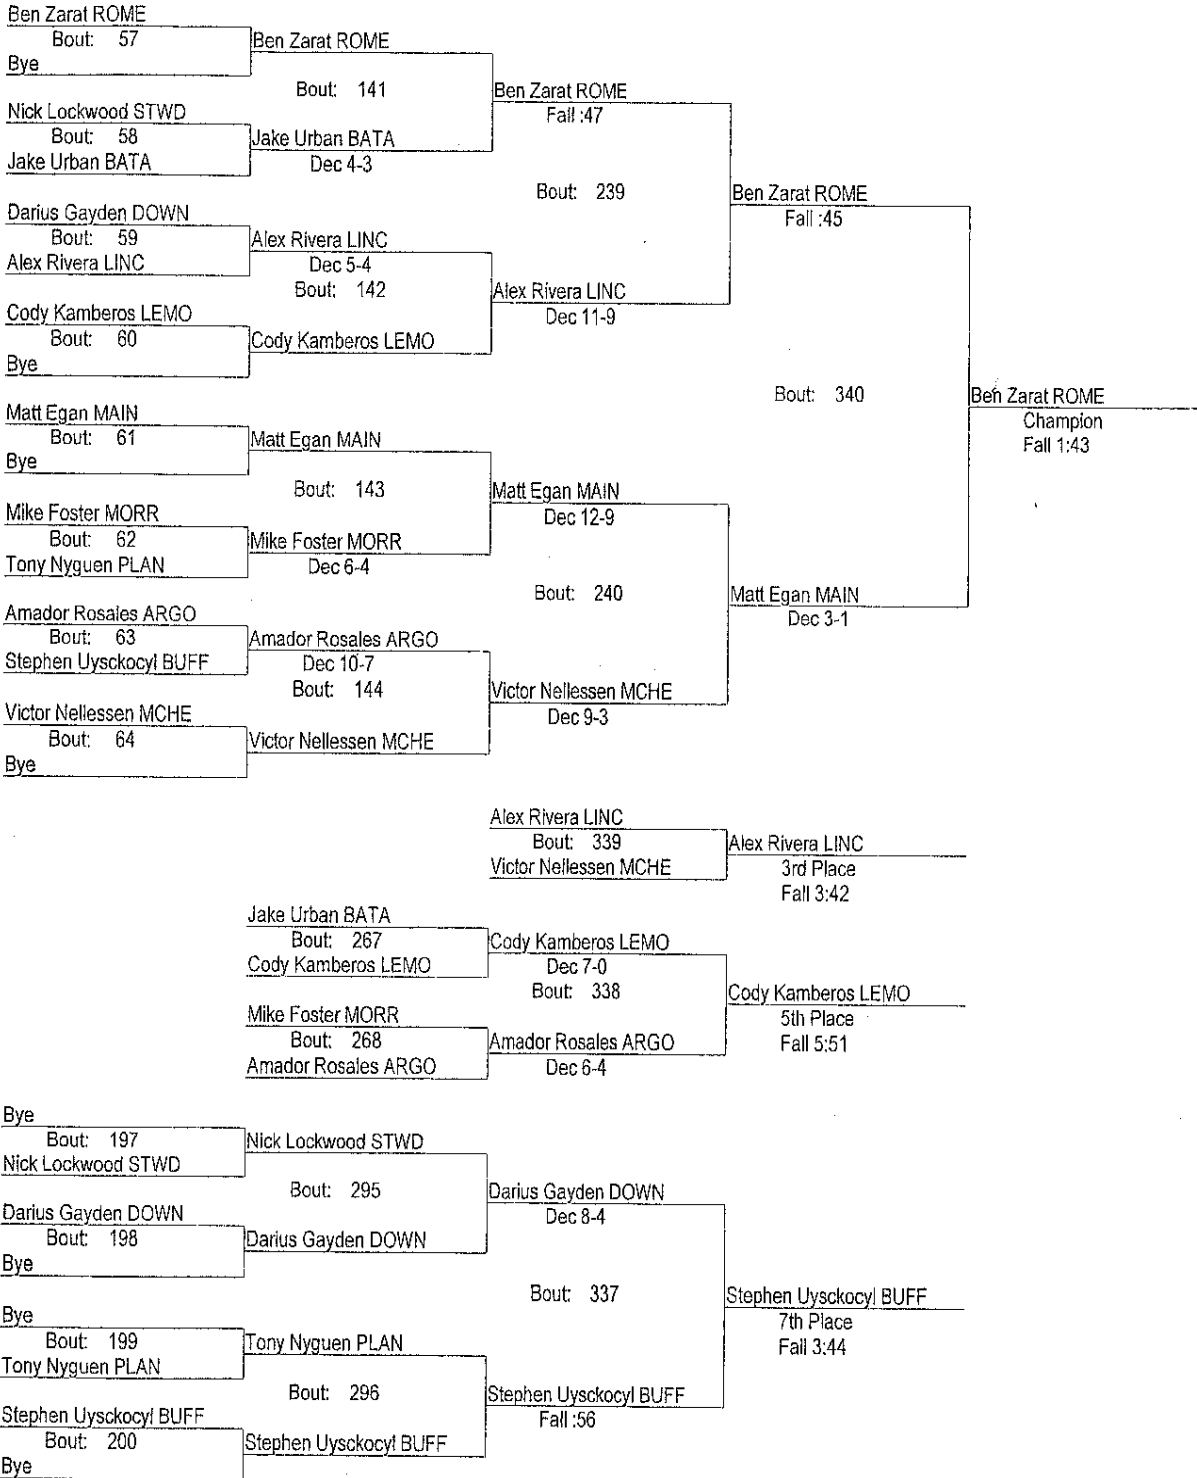 Ben Zarat ROME
Bout: 57
Bye
Ben Zarat ROME
Bout: 141
Nick Lockwood STWD
Bout: 58
Jake Urban BATA
Jake Urban BATA
Dec 4-3
Ben Zarat ROME
Fall :47
Bout: 239
Darius Gayden DOWN
Bout: 59
Alex Rivera LINC
Alex Rivera LINC
Dec 5-4
Bout: 142
Cody Kamberos LEMO
Bout: 60
Bye
Cody Kamberos LEMO
Alex Rivera LINC
Dec 11-9
Ben Zarat ROME
Fall :45
Bout: 340
Ben Zarat ROME
Champion
Fall 1:43
Matt Egan MAIN
Bout: 61
Bye
Matt Egan MAIN
Bout: 143
Mike Foster MORR
Bout: 62
Tony Nyguen PLAN
Mike Foster MORR
Dec 6-4
Matt Egan MAIN
Dec 12-9
Bout: 240
Matt Egan MAIN
Dec 3-1
Amador Rosales ARGO
Bout: 63
Stephen Uysckocyl BUFF
Amador Rosales ARGO
Dec 10-7
Bout: 144
Victor Nellessen MCHE
Bout: 64
Bye
Victor Nellessen MCHE
Victor Nellessen MCHE
Dec 9-3
Alex Rivera LINC
Bout: 339
Victor Nellessen MCHE
Alex Rivera LINC
3rd Place
Fall 3:42
Jake Urban BATA
Bout: 267
Cody Kamberos LEMO
Cody Kamberos LEMO
Dec 7-0
Bout: 338
Mike Foster MORR
Bout: 268
Amador Rosales ARGO
Amador Rosales ARGO
Dec 6-4
Cody Kamberos LEMO
5th Place
Fall 5:51
Bye
Bout: 197
Nick Lockwood STWD
Nick Lockwood STWD
Bout: 295
Darius Gayden DOWN
Bout: 198
Bye
Darius Gayden DOWN
Darius Gayden DOWN
Dec 8-4
Bout: 337
Stephen Uysckocyl BUFF
7th Place
Fall 3:44
Bye
Bout: 199
Tony Nyguen PLAN
Tony Nyguen PLAN
Bout: 296
Stephen Uysckocyl BUFF
Bout: 200
Bye
Stephen Uysckocyl BUFF
Stephen Uysckocyl BUFF
Fall :56